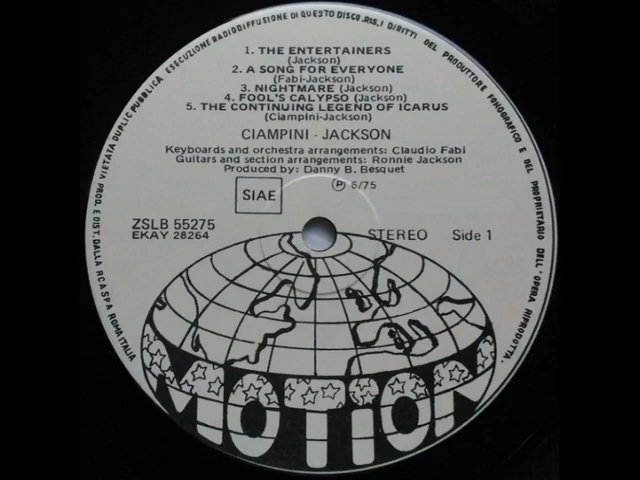 VIETATA DUPLIC. PUBBLICA ESECUZIONE RADIODIFFUSIONE DI QUESTO DISCO. RIS. I DIRITTI DEL PRODUTTORE FONOGRAFICO E DEL PROPRIETARIO DELL'OPERA RIPRODOTTA.
PROD. E DIST. DALLA RCA SPA ROMA ITALIA
1. THE ENTERTAINERS
(Jackson)
2. A SONG FOR EVERYONE
(Fabi-Jackson)
3. NIGHTMARE (Jackson)
4. FOOL'S CALYPSO (Jackson)
5. THE CONTINUING LEGEND OF ICARUS
(Ciampini-Jackson)
CIAMPINI - JACKSON
Keyboards and orchestra arrangements: Claudio Fabi
Guitars and section arrangements: Ronnie Jackson
Produced by: Danny B. Besquet
SIAE
Ⓟ 6/75
ZSLB 55275
EKAY 28264
STEREO Side 1
MOTION